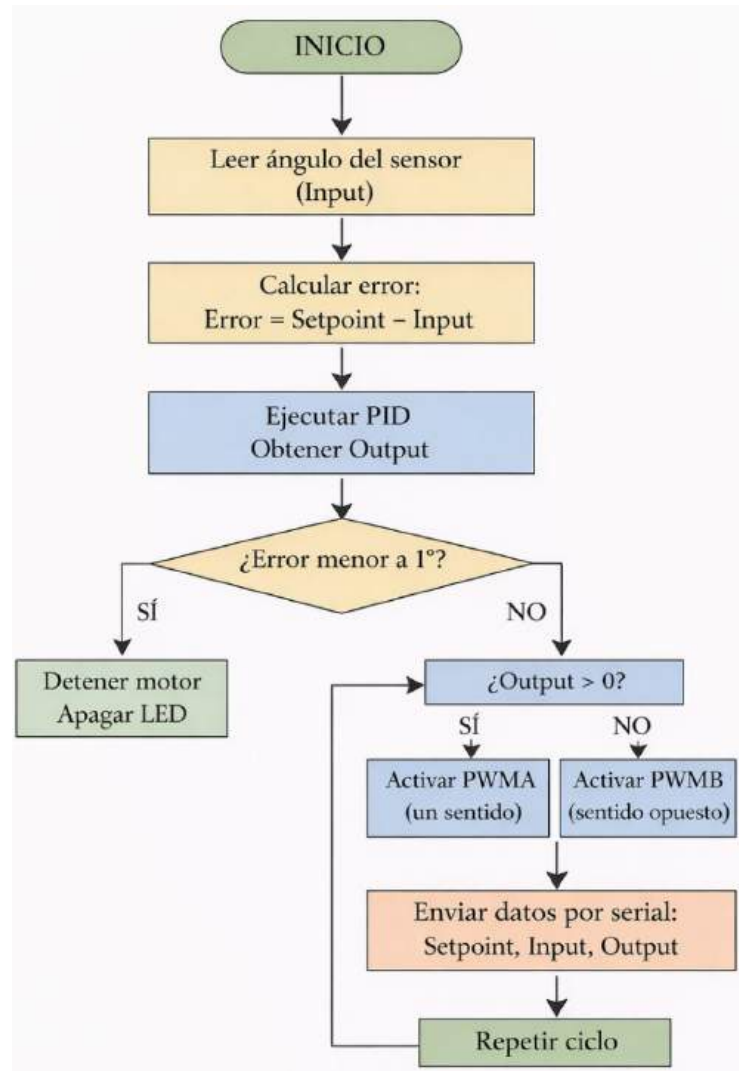 INICIO
Leer ángulo del sensor
(Input)
Calcular error:
Error = Setpoint – Input
Ejecutar PID
Obtener Output
¿Error menor a 1°?
SÍ
NO
Detener motor
Apagar LED
¿Output > 0?
SÍ
NO
Activar PWMA
(un sentido)
Activar PWMB
(sentido opuesto)
Enviar datos por serial:
Setpoint, Input, Output
Repetir ciclo